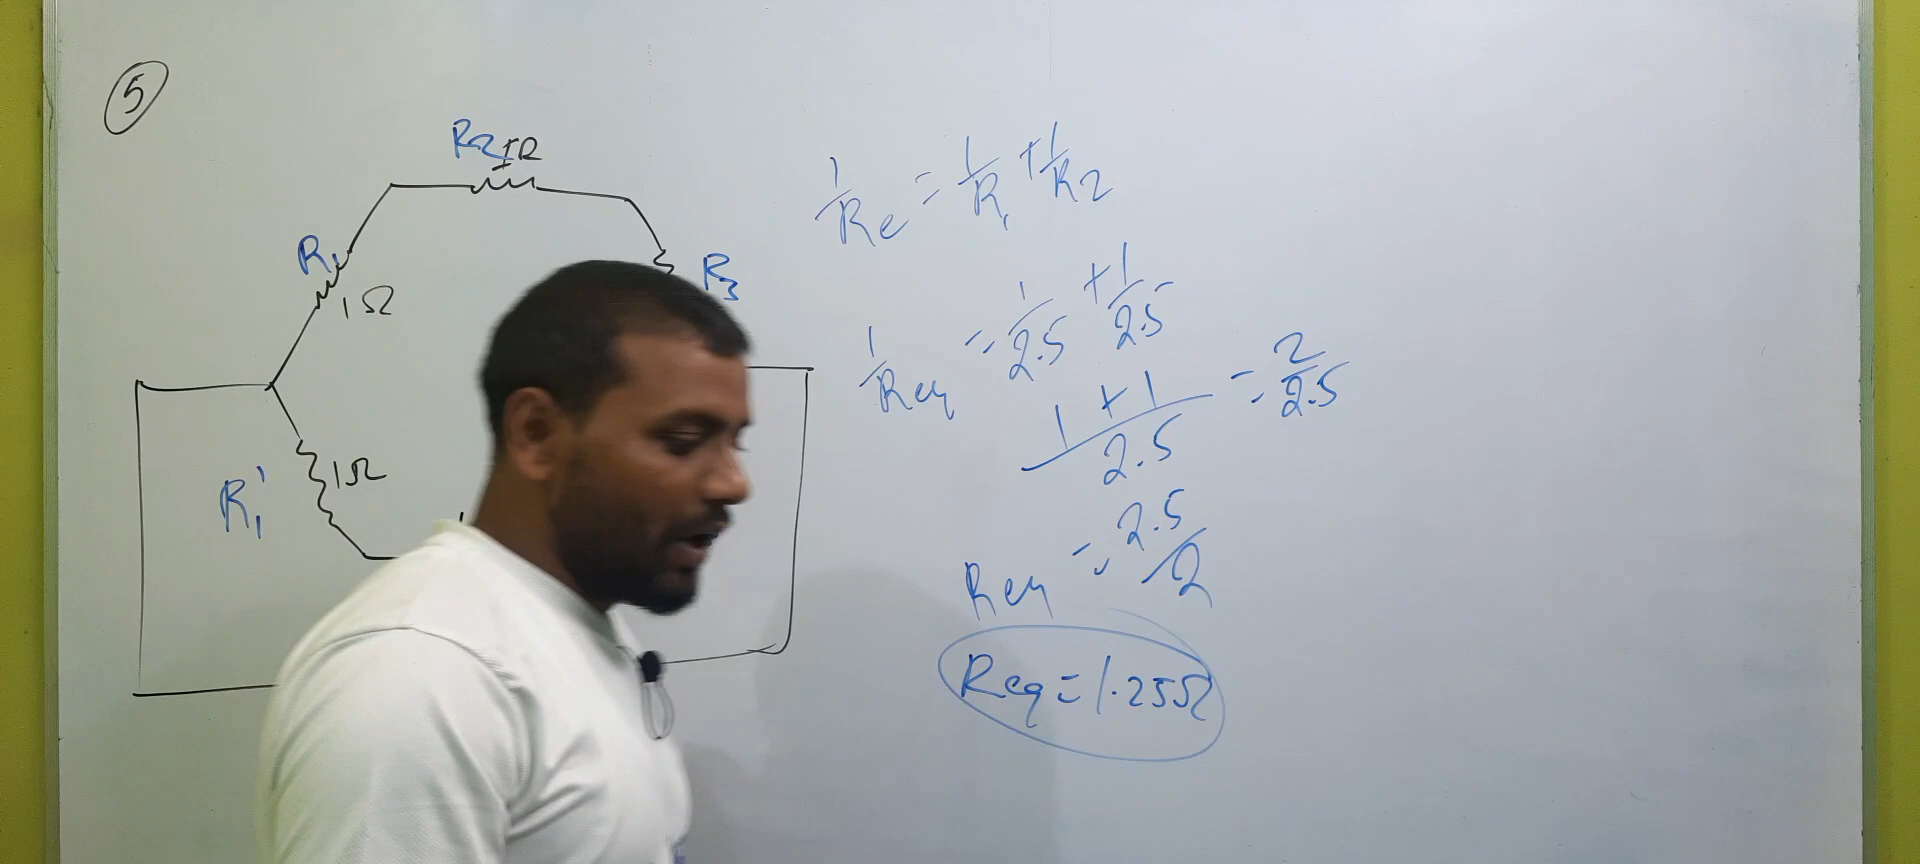 5
R2 1Ω
R1
1Ω
R3
R1'
1Ω
1/Re = 1/R1 + 1/R2
1/Req = 1/2.5 + 1/2.5
1+1/2.5 = 2/2.5
Req = 2.5/2
Req = 1.25Ω